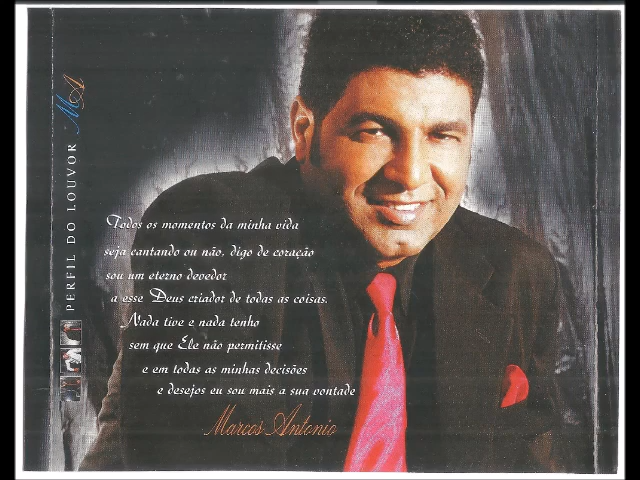 PERFIL DO LOUVOR MA
Todos os momentos da minha vida
seja cantando ou não, digo de coração
sou um eterno devedor
a esse Deus criador de todas as coisas.
Nada tive e nada tenho
sem que Ele não permitisse
e em todas as minhas decisões
e desejos eu sou mais a sua vontade
Marcos Antonio